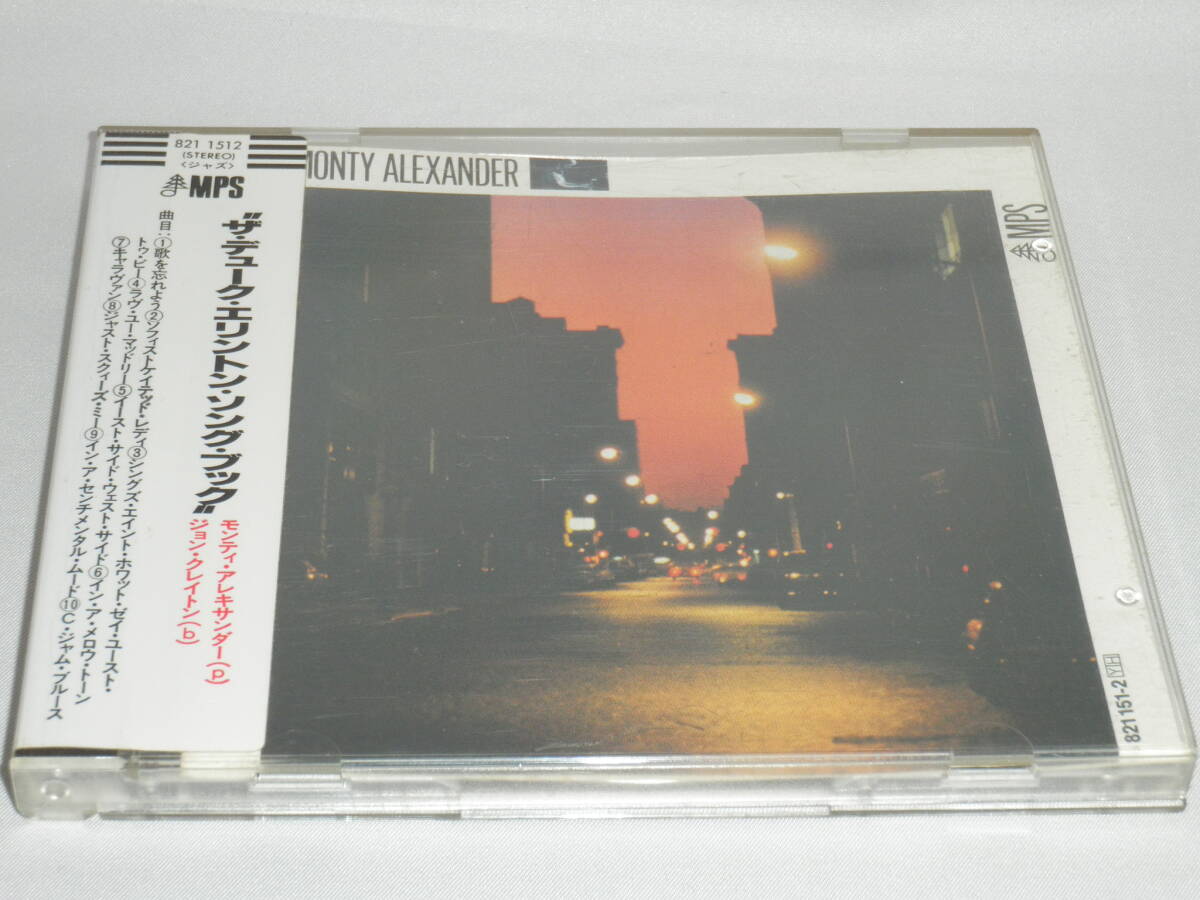 821 1512
(STEREO)
〈ジャズ〉
MPS
"ザ・デューク・エリントン・ソング・ブック"
モンティ・アレキサンダー(p)
ジョン・クレイトン(b)
曲目:①歌を忘れよう②ソフィストケイテッド・レディ③シングズ・エイント・ホワット・ゼイ・ユースト・
トゥ・ビー④ラヴ・ユー・マッドリー⑤イースト・サイド・ウェスト・サイド⑥イン・ア・メロウ・トーン
⑦キャラヴァン⑧ジャスト・スクィーズ・ミー⑨イン・ア・センチメンタル・ムード⑩C・ジャム・ブルース
MONTY ALEXANDER
MPS
821 151-2 YH